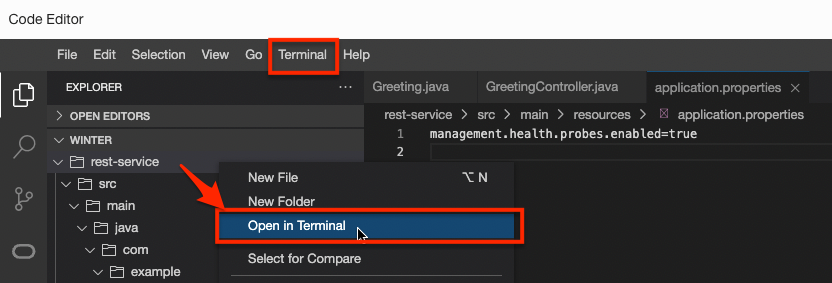 Code Editor
File Edit Selection View Go Terminal Help
EXPLORER ... Greeting.java GreetingController.java application.properties ×
> OPEN EDITORS rest-service > src > main > resources > application.properties
WINTER 1 management.health.probes.enabled=true
rest-service 2
src New File ⌥ N
main New Folder
java Open in Terminal
com Select for Compare
example